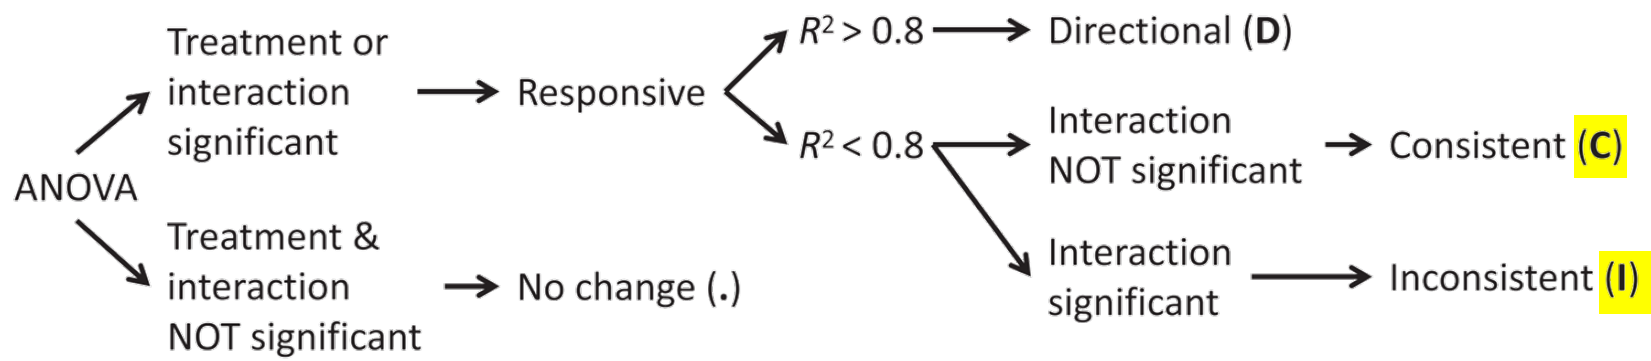 Treatment or
interaction
significant
Responsive
R² > 0.8
Directional (D)
R² < 0.8
Interaction
NOT significant
Consistent (C)
Interaction
significant
Inconsistent (I)
ANOVA
Treatment &
interaction
NOT significant
No change (.)